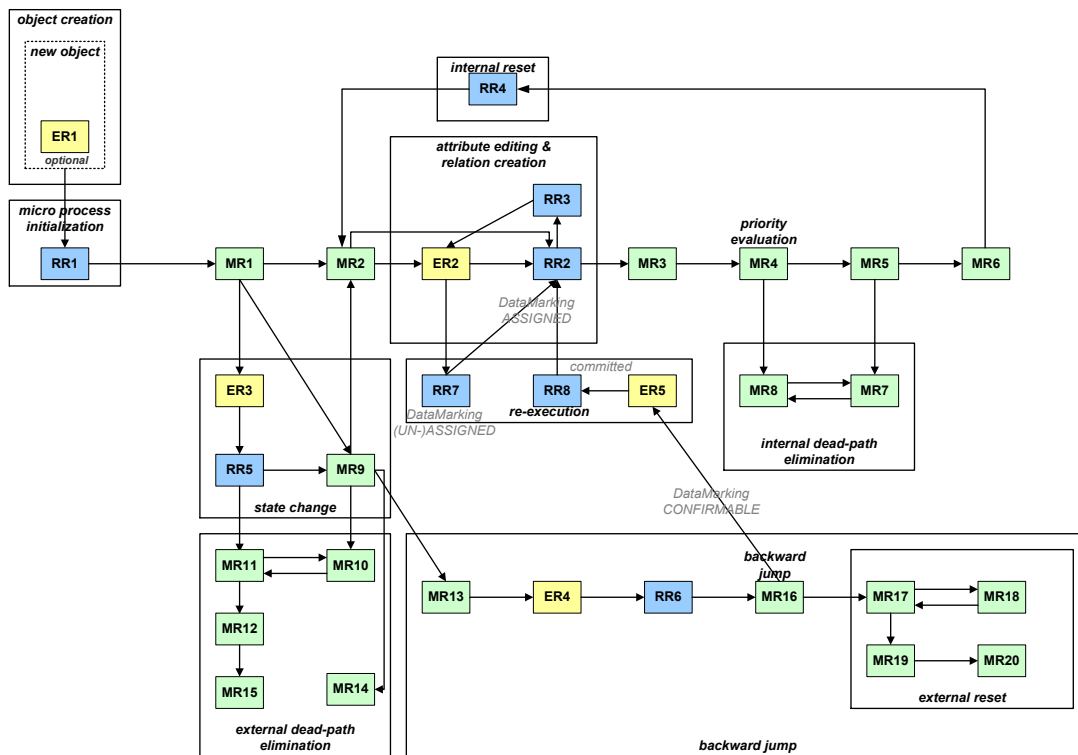 object creation
new object
ER1
optional
internal reset
RR4
attribute editing &
relation creation
micro process
initialization
RR3
priority
evaluation
RR1
MR1
MR2
ER2
RR2
MR3
MR4
MR5
MR6
DataMarking
ASSIGNED
committed
ER3
RR7
RR8
ER5
MR8
MR7
re-execution
DataMarking
(UN-)ASSIGNED
internal dead-path
elimination
RR5
MR9
state change
DataMarking
CONFIRMABLE
backward
jump
MR11
MR10
MR13
ER4
RR6
MR16
MR17
MR18
MR12
MR19
MR20
MR15
MR14
external reset
external dead-path
elimination
backward jump